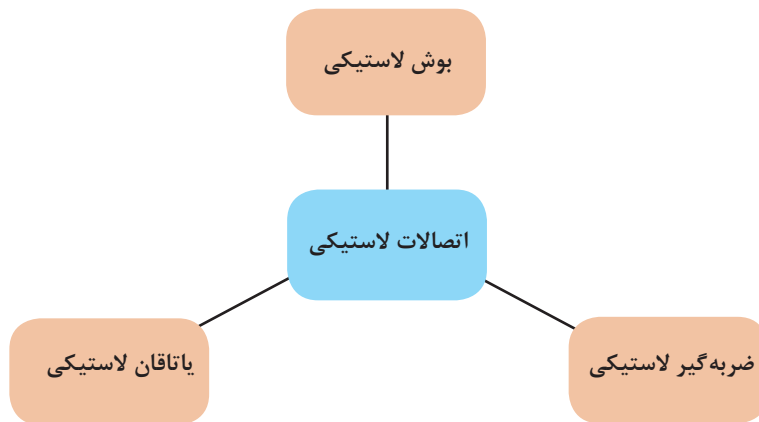 بوش لاستیکی
اتصالات لاستیکی
ضربه‌گیر لاستیکی
یاتاقان لاستیکی